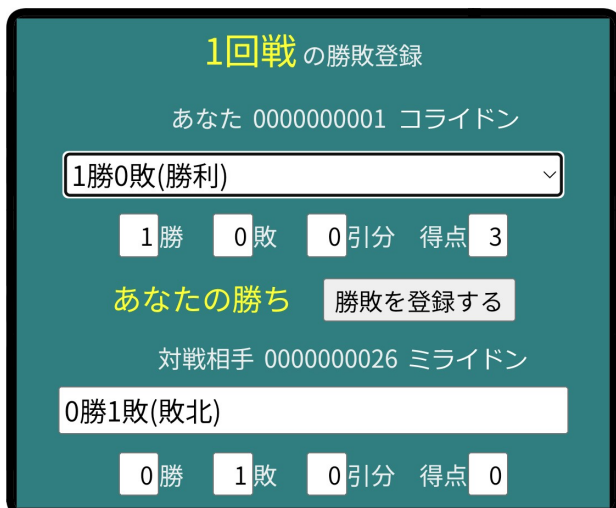 1回戦 の勝敗登録
あなた 0000000001 コライドン
1勝0敗(勝利)
1勝 0敗 0引分 得点 3
あなたの勝ち 勝敗を登録する
対戦相手 0000000026 ミライドン
0勝1敗(敗北)
0勝 1敗 0引分 得点 0